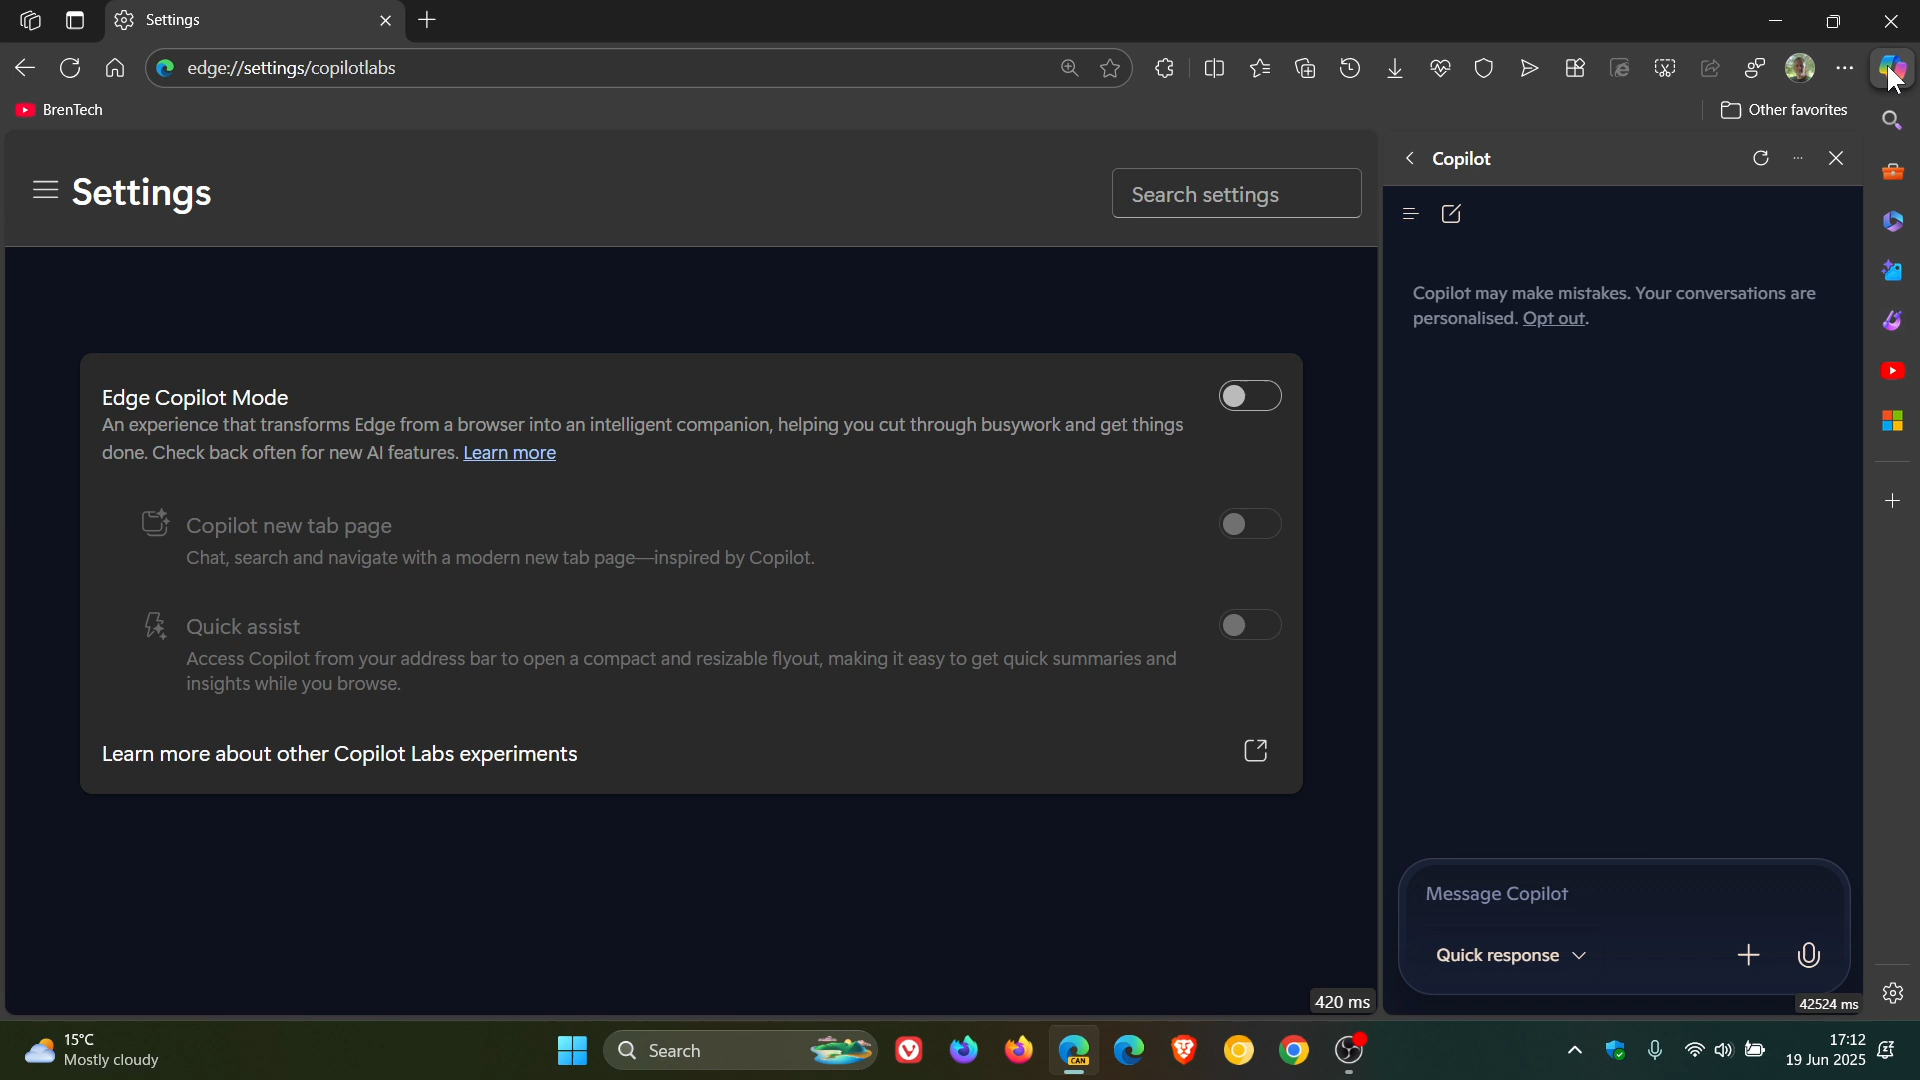 Settings
edge://settings/copilotlabs
BrenTech
Other favorites
Settings
Search settings
Copilot
Copilot may make mistakes. Your conversations are
personalised. Opt out.
Edge Copilot Mode
An experience that transforms Edge from a browser into an intelligent companion, helping you cut through busywork and get things
done. Check back often for new AI features. Learn more
Copilot new tab page
Chat, search and navigate with a modern new tab page—inspired by Copilot.
Quick assist
Access Copilot from your address bar to open a compact and resizable flyout, making it easy to get quick summaries and
insights while you browse.
Learn more about other Copilot Labs experiments
Message Copilot
Quick response
420 ms
42524 ms
15°C
Mostly cloudy
Search
CAN
17:12
19 Jun 2025